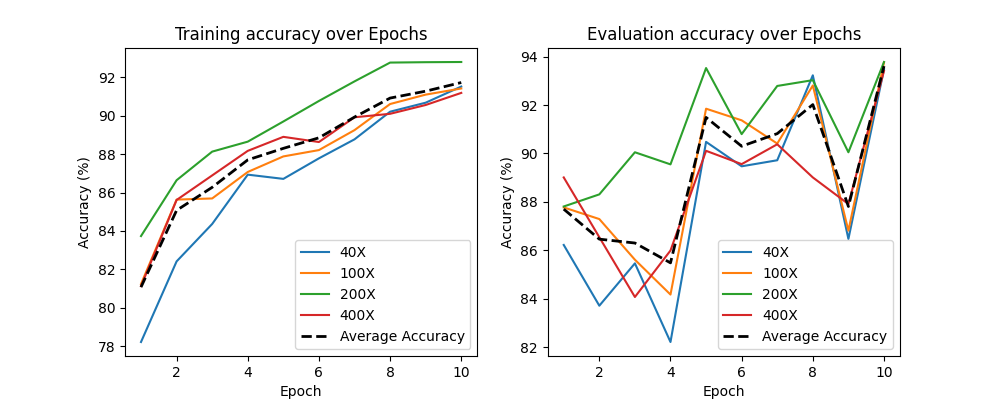 Training accuracy over Epochs
Accuracy (%)
92
90
88
86
84
82
80
78
2
4
6
8
10
Epoch
40X
100X
200X
400X
Average Accuracy
Evaluation accuracy over Epochs
Accuracy (%)
94
92
90
88
86
84
82
2
4
6
8
10
Epoch
40X
100X
200X
400X
Average Accuracy